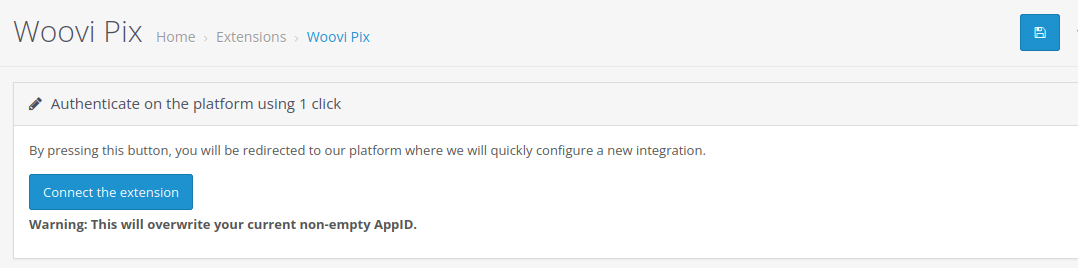 Woovi Pix Home › Extensions › Woovi Pix
Authenticate on the platform using 1 click
By pressing this button, you will be redirected to our platform where we will quickly configure a new integration.
Connect the extension
Warning: This will overwrite your current non-empty AppID.